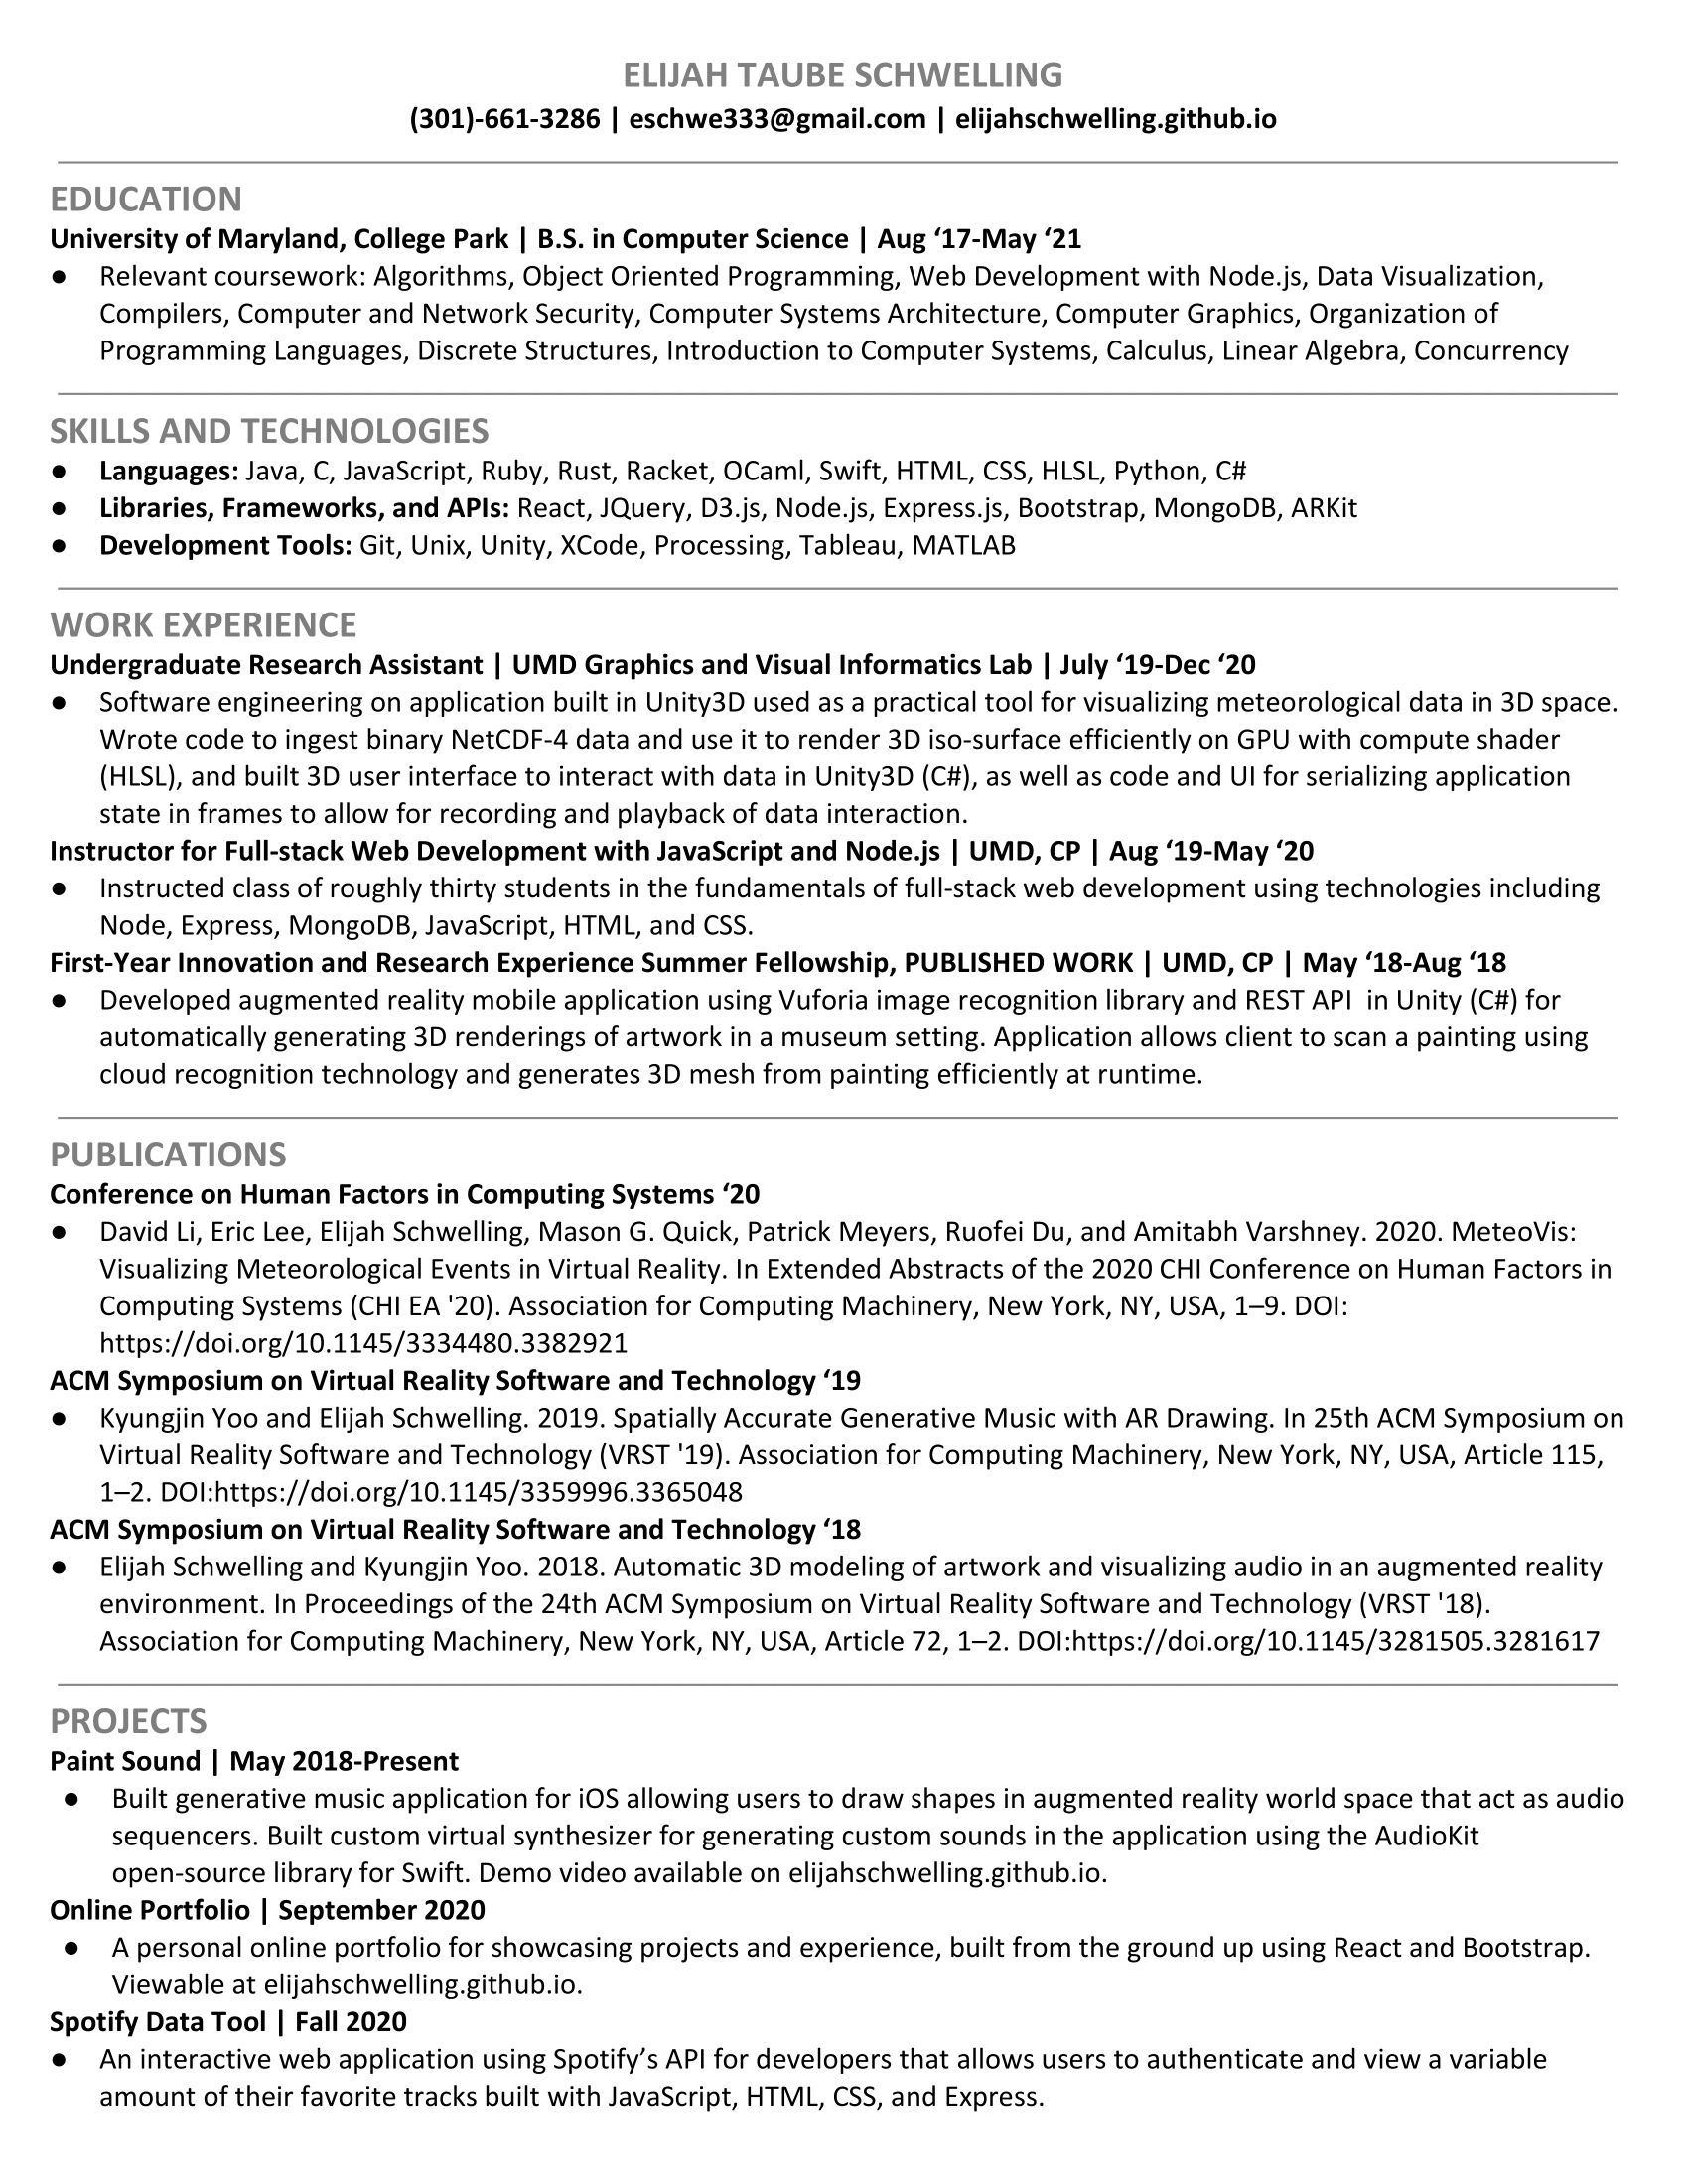 ELIJAH TAUBE SCHWELLING
(301)-661-3286 | eschwe333@gmail.com | elijahschwelling.github.io
EDUCATION
University of Maryland, College Park | B.S. in Computer Science | Aug ‘17-May ‘21
● Relevant coursework: Algorithms, Object Oriented Programming, Web Development with Node.js, Data Visualization,
Compilers, Computer and Network Security, Computer Systems Architecture, Computer Graphics, Organization of
Programming Languages, Discrete Structures, Introduction to Computer Systems, Calculus, Linear Algebra, Concurrency
SKILLS AND TECHNOLOGIES
● Languages: Java, C, JavaScript, Ruby, Rust, Racket, OCaml, Swift, HTML, CSS, HLSL, Python, C#
● Libraries, Frameworks, and APIs: React, JQuery, D3.js, Node.js, Express.js, Bootstrap, MongoDB, ARKit
● Development Tools: Git, Unix, Unity, XCode, Processing, Tableau, MATLAB
WORK EXPERIENCE
Undergraduate Research Assistant | UMD Graphics and Visual Informatics Lab | July ‘19-Dec ‘20
● Software engineering on application built in Unity3D used as a practical tool for visualizing meteorological data in 3D space.
Wrote code to ingest binary NetCDF-4 data and use it to render 3D iso-surface efficiently on GPU with compute shader
(HLSL), and built 3D user interface to interact with data in Unity3D (C#), as well as code and UI for serializing application
state in frames to allow for recording and playback of data interaction.
Instructor for Full-stack Web Development with JavaScript and Node.js | UMD, CP | Aug ‘19-May ‘20
● Instructed class of roughly thirty students in the fundamentals of full-stack web development using technologies including
Node, Express, MongoDB, JavaScript, HTML, and CSS.
First-Year Innovation and Research Experience Summer Fellowship, PUBLISHED WORK | UMD, CP | May ‘18-Aug ‘18
● Developed augmented reality mobile application using Vuforia image recognition library and REST API in Unity (C#) for
automatically generating 3D renderings of artwork in a museum setting. Application allows client to scan a painting using
cloud recognition technology and generates 3D mesh from painting efficiently at runtime.
PUBLICATIONS
Conference on Human Factors in Computing Systems ‘20
● David Li, Eric Lee, Elijah Schwelling, Mason G. Quick, Patrick Meyers, Ruofei Du, and Amitabh Varshney. 2020. MeteoVis:
Visualizing Meteorological Events in Virtual Reality. In Extended Abstracts of the 2020 CHI Conference on Human Factors in
Computing Systems (CHI EA '20). Association for Computing Machinery, New York, NY, USA, 1–9. DOI:
https://doi.org/10.1145/3334480.3382921
ACM Symposium on Virtual Reality Software and Technology ‘19
● Kyungjin Yoo and Elijah Schwelling. 2019. Spatially Accurate Generative Music with AR Drawing. In 25th ACM Symposium on
Virtual Reality Software and Technology (VRST '19). Association for Computing Machinery, New York, NY, USA, Article 115,
1–2. DOI:https://doi.org/10.1145/3359996.3365048
ACM Symposium on Virtual Reality Software and Technology ‘18
● Elijah Schwelling and Kyungjin Yoo. 2018. Automatic 3D modeling of artwork and visualizing audio in an augmented reality
environment. In Proceedings of the 24th ACM Symposium on Virtual Reality Software and Technology (VRST '18).
Association for Computing Machinery, New York, NY, USA, Article 72, 1–2. DOI:https://doi.org/10.1145/3281505.3281617
PROJECTS
Paint Sound | May 2018-Present
● Built generative music application for iOS allowing users to draw shapes in augmented reality world space that act as audio
sequencers. Built custom virtual synthesizer for generating custom sounds in the application using the AudioKit
open-source library for Swift. Demo video available on elijahschwelling.github.io.
Online Portfolio | September 2020
● A personal online portfolio for showcasing projects and experience, built from the ground up using React and Bootstrap.
Viewable at elijahschwelling.github.io.
Spotify Data Tool | Fall 2020
● An interactive web application using Spotify’s API for developers that allows users to authenticate and view a variable
amount of their favorite tracks built with JavaScript, HTML, CSS, and Express.